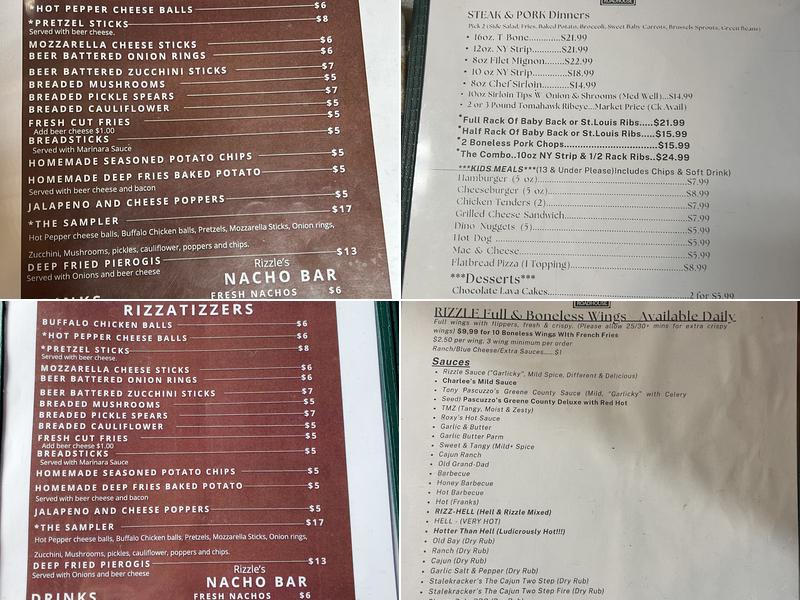 *HOT PEPPER CHEESE BALLS $6
*PRETZEL STICKS $8
Served with beer cheese.
MOZZARELLA CHEESE STICKS $6
BEER BATTERED ONION RINGS $6
BEER BATTERED ZUCCHINI STICKS $7
BREADED MUSHROOMS $5
BREADED PICKLE SPEARS $7
BREADED CAULIFLOWER $5
FRESH CUT FRIES $5
Add beer cheese $1.00
BREADSTICKS $5
Served with Marinara Sauce
HOMEMADE SEASONED POTATO CHIPS $5
HOMEMADE DEEP FRIES BAKED POTATO $5
Served with beer cheese and bacon
JALAPENO AND CHEESE POPPERS $5
*THE SAMPLER $17
Hot Pepper cheese balls, Buffalo Chicken balls, Pretzels, Mozzarella Sticks, Onion rings,
Zucchini, Mushrooms, pickles, cauliflower, poppers and chips.
DEEP FRIED PIEROGIS $13
Served with Onions and beer cheese
Rizzle's
NACHO BAR
FRESH NACHOS $6
ROADHOUSE
STEAK & PORK Dinners
Pick 2 (Side Salad, Fries, Baked Potato, Broccoli, Sweet Baby Carrots, Brussels Sprouts, Green Beans)
• 16oz. T Bone.......$21.99
• 12oz. NY Strip.....$21.99
• 8oz Filet Mignon.......$22.99
• 10 oz NY Strip........$18.99
• 8oz Chef Sirloin..........$14.99
• 10oz Sirloin Tips W/ Onion & Shrooms (Med Well)...$14.99
• 2 or 3 Pound Tomahawk Ribeye...Market Price (Ck Avail)
*Full Rack Of Baby Back or St.Louis Ribs.....$21.99
*Half Rack Of Baby Back or St.Louis Ribs....$15.99
*2 Boneless Pork Chops.....................$15.99
*The Combo..10oz NY Strip & 1/2 Rack Ribs..$24.99
***KIDS MEALS***(13 & Under Please)Includes Chips & Soft Drink)
Hamburger (5 oz)...$7.99
Cheeseburger (5 oz)...$8.99
Chicken Tenders (2)...$7.99
Grilled Cheese Sandwich...$7.99
Dino Nuggets (5)...$5.99
Hot Dog...$5.99
Mac & Cheese...$5.99
Flatbread Pizza (1 Topping)...$8.99
***Desserts***
Chocolate Lava Cakes...2 for $5.99
RIZZATIZZERS
BUFFALO CHICKEN BALLS $6
*HOT PEPPER CHEESE BALLS $6
*PRETZEL STICKS $8
Served with beer cheese.
MOZZARELLA CHEESE STICKS $6
BEER BATTERED ONION RINGS $6
BEER BATTERED ZUCCHINI STICKS $7
BREADED MUSHROOMS $5
BREADED PICKLE SPEARS $7
BREADED CAULIFLOWER $5
FRESH CUT FRIES $5
Add beer cheese $1.00
BREADSTICKS $5
Served with Marinara Sauce
HOMEMADE SEASONED POTATO CHIPS $5
HOMEMADE DEEP FRIES BAKED POTATO $5
Served with beer cheese and bacon
JALAPENO AND CHEESE POPPERS $5
*THE SAMPLER $17
Hot Pepper cheese balls, Buffalo Chicken balls, Pretzels, Mozzarella Sticks, Onion rings,
Zucchini, Mushrooms, pickles, cauliflower, poppers and chips.
DEEP FRIED PIEROGIS $13
Served with Onions and beer cheese
Rizzle's
NACHO BAR
DRINKS FRESH NACHOS $6
ROADHOUSE
RIZZLE Full & Boneless Wings Available Daily
Full wings with flippers, fresh & crispy. (Please allow 25/30+ mins for extra crispy
wings) $9.99 for 10 Boneless Wings With French Fries
$2.50 per wing, 3 wing minimum per order
Ranch/Blue Cheese/Extra Sauces.....$1
Sauces
• Rizzle Sauce ("Garlicky", Mild Spice, Different & Delicious)
• Charlee's Mild Sauce
• Tony Pascuzzo's Greene County Sauce (Mild, "Garlicky" with Celery
• Seed) Pascuzzo's Greene County Deluxe with Red Hot
• TMZ (Tangy, Moist & Zesty)
• Roxy's Hot Sauce
• Garlic & Butter
• Garlic Butter Parm
• Sweet & Tangy (Mild+ Spice
• Cajun Ranch
• Old Grand-Dad
• Barbecue
• Honey Barbecue
• Hot Barbecue
• Hot (Franks)
• RIZZ-HELL (Hell & Rizzle Mixed)
• HELL - (VERY HOT)
• Hotter Than Hell (Ludicrously Hot!!!)
• Old Bay (Dry Rub)
• Ranch (Dry Rub)
• Cajun (Dry Rub)
• Garlic Salt & Pepper (Dry Rub)
• Stalekracker's The Cajun Two Step (Dry Rub)
• Stalekracker's The Cajun Two Step Fire (Dry Rub)